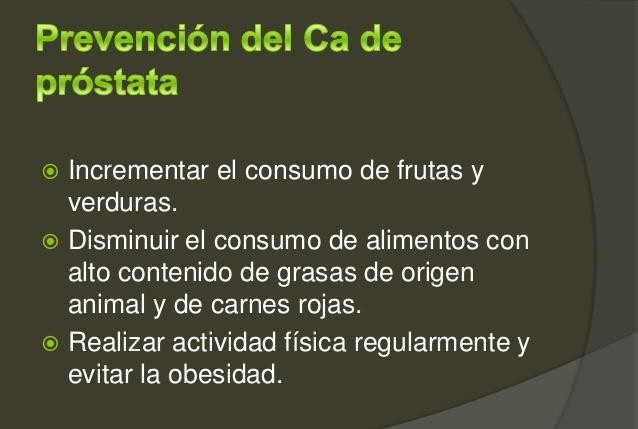 Prevención del Ca de
próstata
Incrementar el consumo de frutas y
verduras.
Disminuir el consumo de alimentos con
alto contenido de grasas de origen
animal y de carnes rojas.
Realizar actividad física regularmente y
evitar la obesidad.